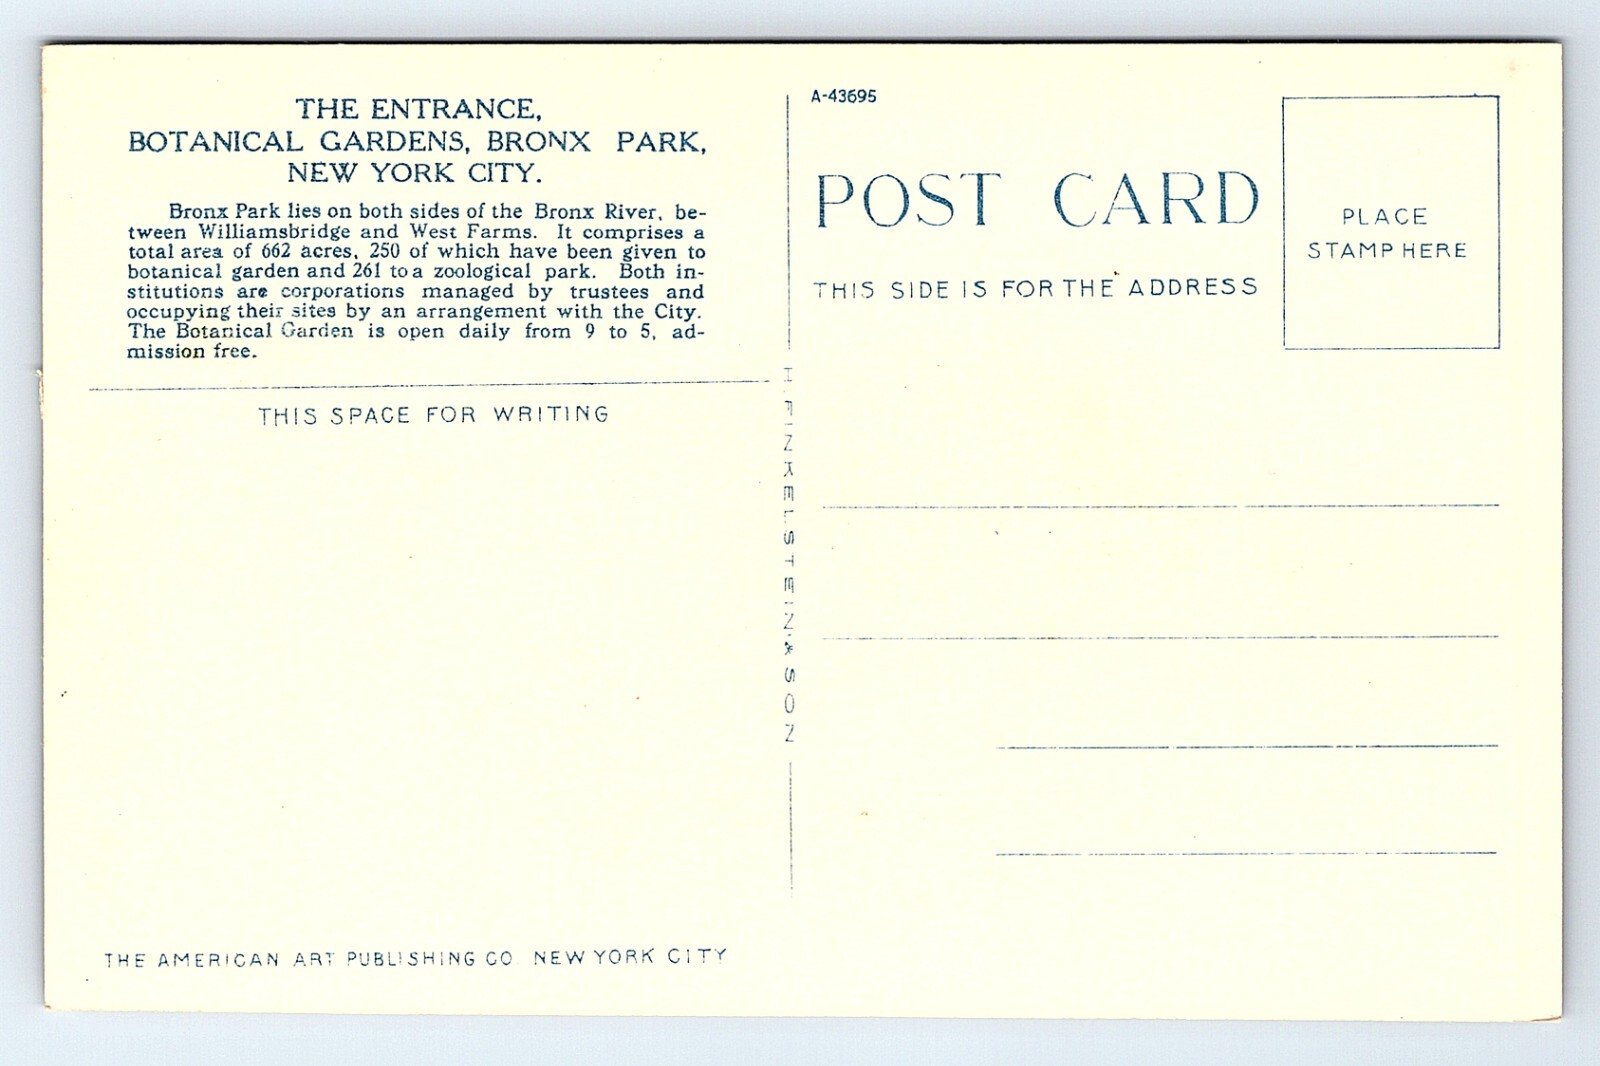 THE ENTRANCE,
BOTANICAL GARDENS, BRONX PARK,
NEW YORK CITY.
Bronx Park lies on both sides of the Bronx River, be-
tween Williamsbridge and West Farms. It comprises a
total area of 662 acres, 250 of which have been given to
botanical garden and 261 to a zoological park. Both in-
stitutions are corporations managed by trustees and
occupying their sites by an arrangement with the City.
The Botanical Garden is open daily from 9 to 5, ad-
mission free.
THIS SPACE FOR WRITING
THE AMERICAN ART PUBLISHING CO NEW YORK CITY
I. FINKELSTEIN & SON
A-43695
POST CARD
THIS SIDE IS FOR THE ADDRESS
PLACE
STAMP HERE